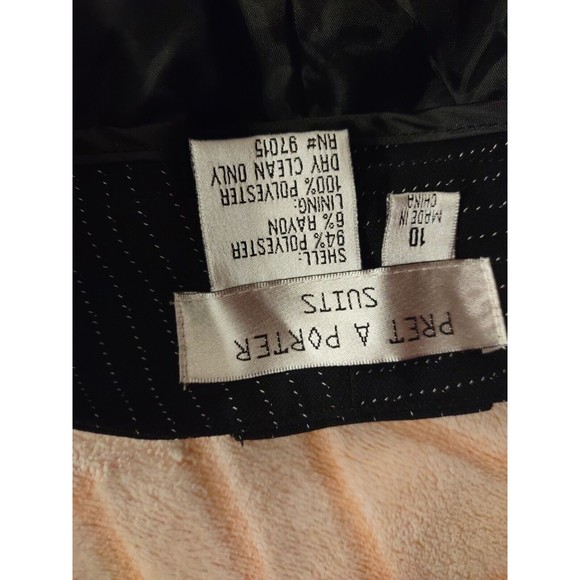 PRET A PORTER
SUITS
10
MADE IN
CHINA
SHELL:
94% POLYESTER
6% RAYON
LINING:
100% POLYESTER
DRY CLEAN ONLY
RN# 97015